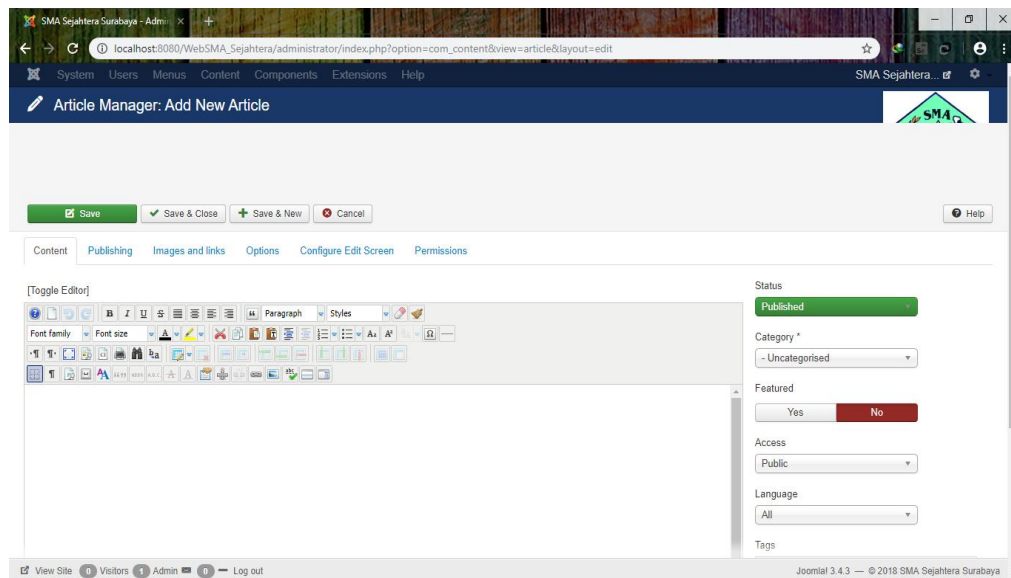 SMA Sejahtera Surabaya - Admin
localhost:8080/WebSMA_Sejahtera/administrator/index.php?option=com_content&view=article&layout=edit
System Users Menus Content Components Extensions Help
SMA Sejahtera...
Article Manager: Add New Article
SMA
Save
Save & Close
Save & New
Cancel
Help
Content
Publishing
Images and links
Options
Configure Edit Screen
Permissions
[Toggle Editor]
Paragraph
Styles
Font family
Font size
Status
Published
Category *
- Uncategorised
Featured
Yes
No
Access
Public
Language
All
Tags
View Site 0 Visitors 1 Admin 0 Log out
Joomla! 3.4.3 — © 2018 SMA Sejahtera Surabaya